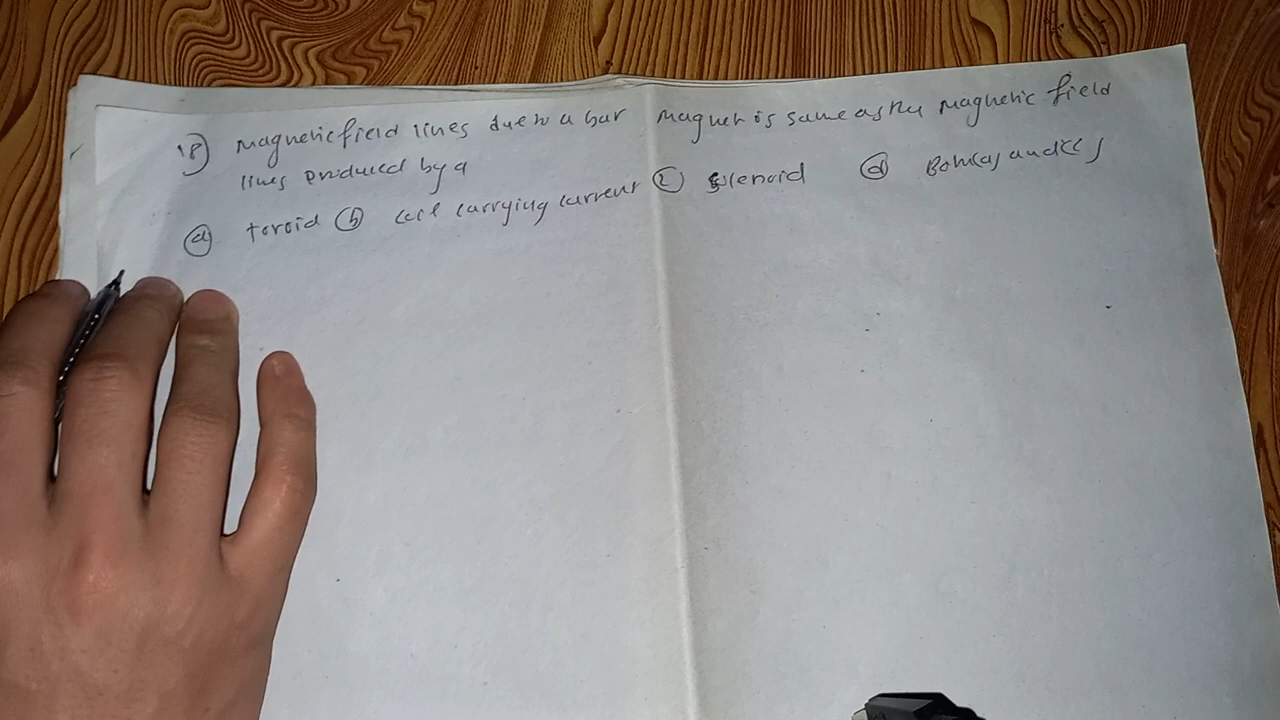 18) magnetic field lines due to a bar magnet is same as the magnetic field
lines produced by a
(a) toroid (b) coil carrying current (c) solenoid (d) Both (a) and (c)